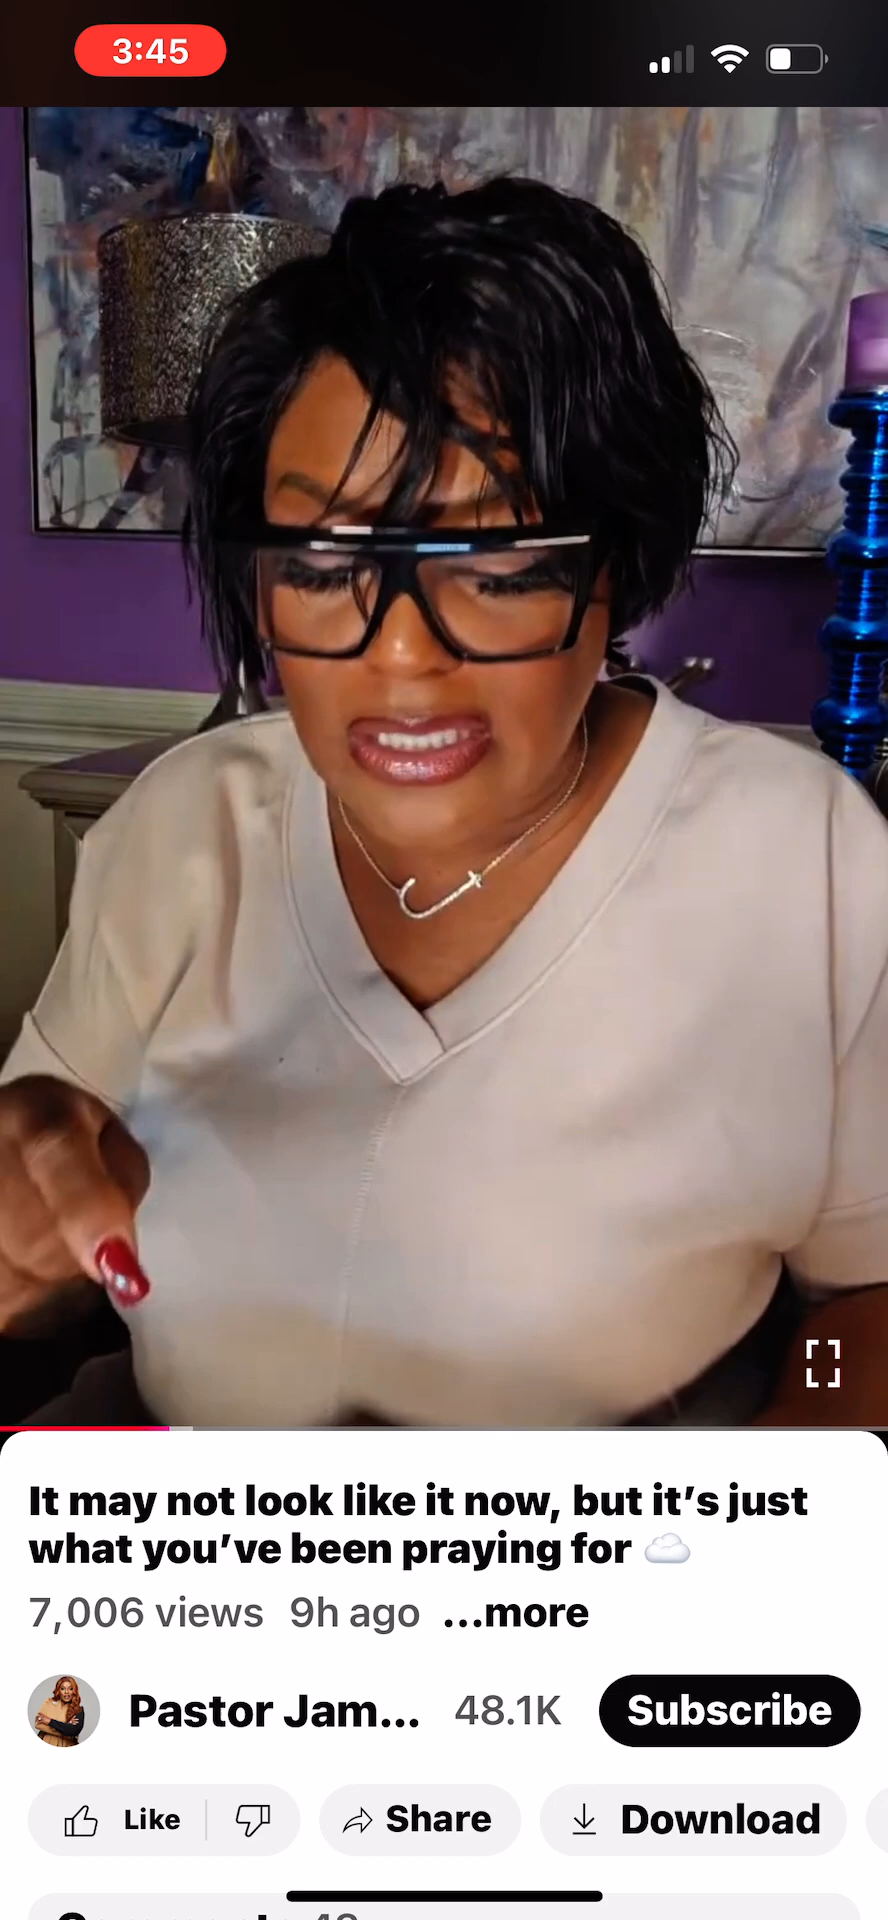 3:45
It may not look like it now, but it’s just
what you’ve been praying for
7,006 views 9h ago ...more
Pastor Jam... 48.1K Subscribe
Like Share Download